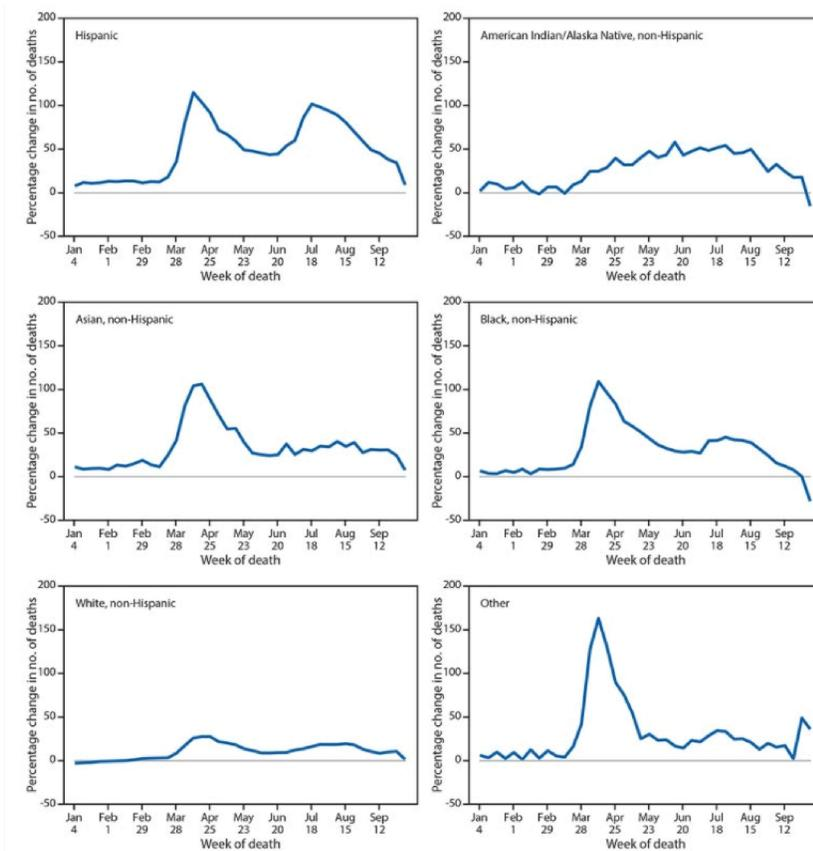 Hispanic
Percentage change in no. of deaths
200
150
100
50
0
-50
Jan Feb Feb Mar Apr May Jun Jul Aug Sep
4 1 29 28 25 23 20 18 15 12
Week of death
American Indian/Alaska Native, non-Hispanic
Percentage change in no. of deaths
200
150
100
50
0
-50
Jan Feb Feb Mar Apr May Jun Jul Aug Sep
4 1 29 28 25 23 20 18 15 12
Week of death
Asian, non-Hispanic
Percentage change in no. of deaths
200
150
100
50
0
-50
Jan Feb Feb Mar Apr May Jun Jul Aug Sep
4 1 29 28 25 23 20 18 15 12
Week of death
Black, non-Hispanic
Percentage change in no. of deaths
200
150
100
50
0
-50
Jan Feb Feb Mar Apr May Jun Jul Aug Sep
4 1 29 28 25 23 20 18 15 12
Week of death
White, non-Hispanic
Percentage change in no. of deaths
200
150
100
50
0
-50
Jan Feb Feb Mar Apr May Jun Jul Aug Sep
4 1 29 28 25 23 20 18 15 12
Week of death
Other
Percentage change in no. of deaths
200
150
100
50
0
-50
Jan Feb Feb Mar Apr May Jun Jul Aug Sep
4 1 29 28 25 23 20 18 15 12
Week of death